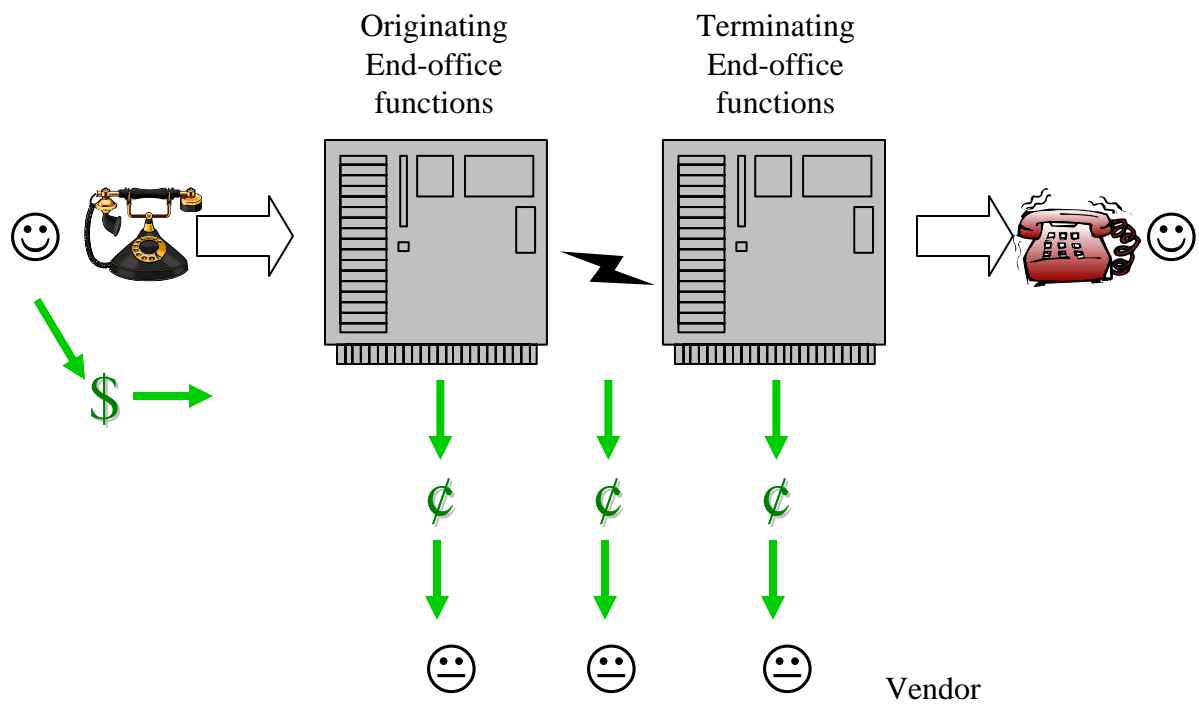 Originating
End-office
functions
Terminating
End-office
functions
$
¢ ¢ ¢
Vendor